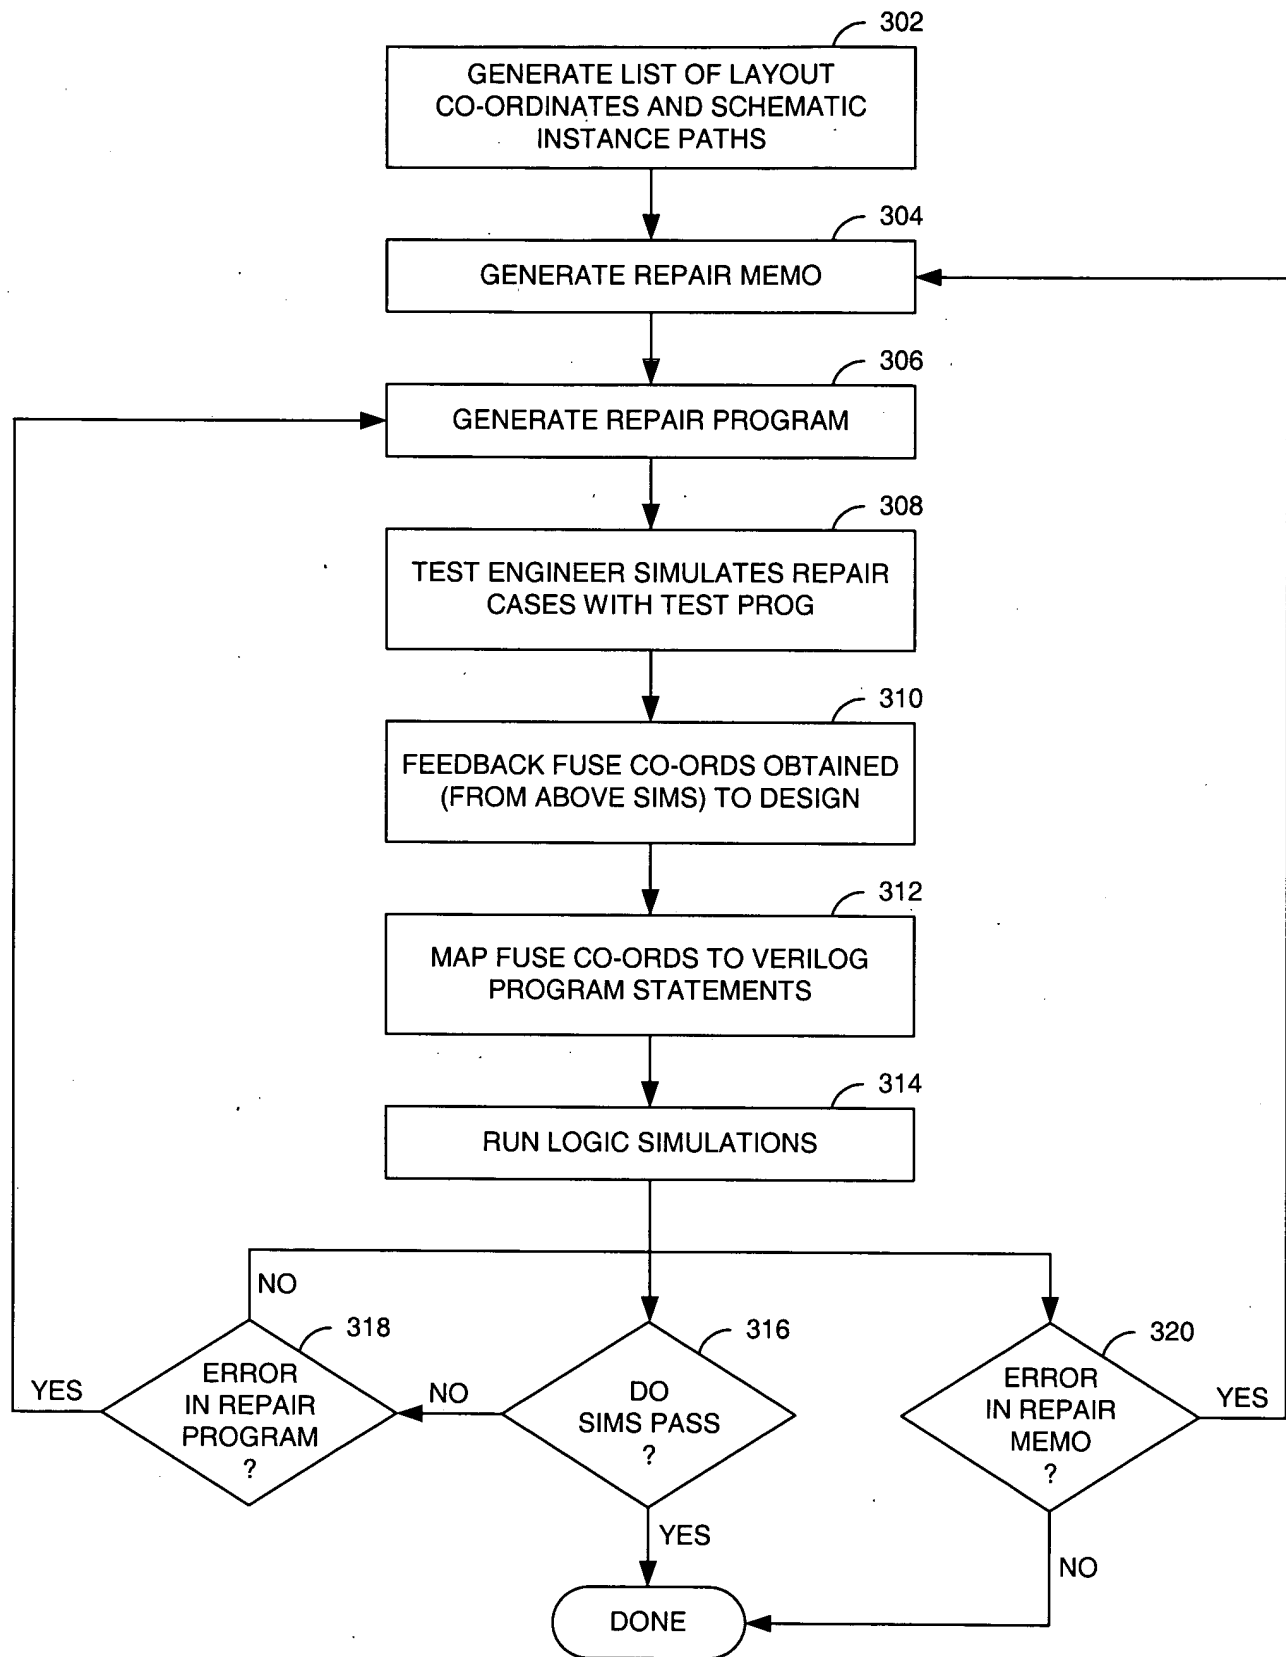 302
GENERATE LIST OF LAYOUT
CO-ORDINATES AND SCHEMATIC
INSTANCE PATHS
304
GENERATE REPAIR MEMO
306
GENERATE REPAIR PROGRAM
308
TEST ENGINEER SIMULATES REPAIR
CASES WITH TEST PROG
310
FEEDBACK FUSE CO-ORDS OBTAINED
(FROM ABOVE SIMS) TO DESIGN
312
MAP FUSE CO-ORDS TO VERILOG
PROGRAM STATEMENTS
314
RUN LOGIC SIMULATIONS
NO
318
ERROR
IN REPAIR
PROGRAM
?
YES
NO
316
DO
SIMS PASS
?
YES
320
ERROR
IN REPAIR
MEMO
?
YES
NO
DONE